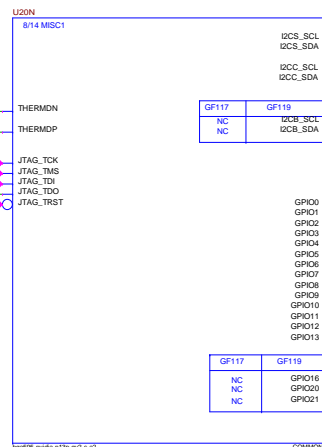 U20N
8/14 MISC1
I2CS_SCL
I2CS_SDA
I2CC_SCL
I2CC_SDA
GF117 GF119
THERMDN
NC I2CB_SCL
NC I2CB_SDA
THERMDP
JTAG_TCK
JTAG_TMS
JTAG_TDI
JTAG_TDO
JTAG_TRST
GPIO0
GPIO1
GPIO2
GPIO3
GPIO4
GPIO5
GPIO6
GPIO7
GPIO8
GPIO9
GPIO10
GPIO11
GPIO12
GPIO13
GF117 GF119
NC GPIO16
NC GPIO20
NC GPIO21
COMMON